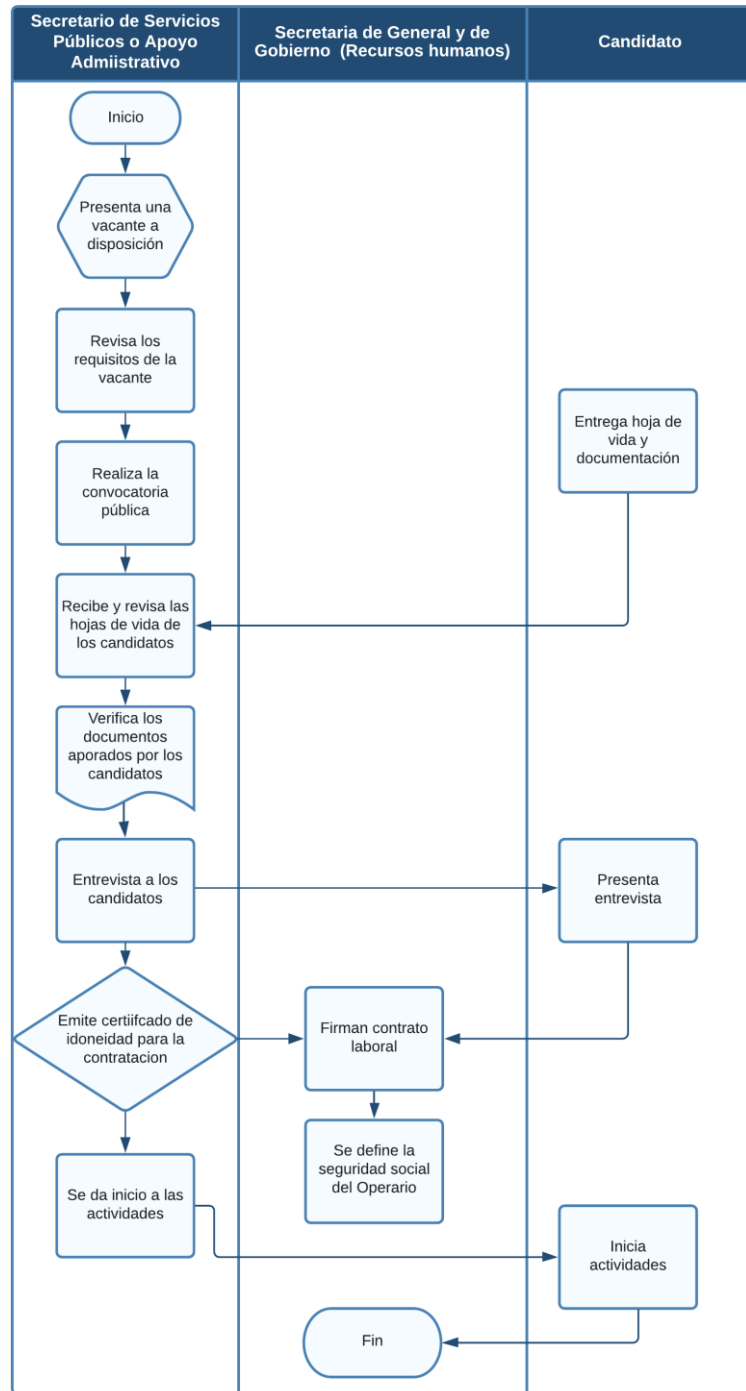 Secretario de Servicios
Públicos o Apoyo
Admiistrativo
Secretaria de General y de
Gobierno (Recursos humanos)
Candidato
Inicio
Presenta una
vacante a
disposición
Revisa los
requisitos de la
vacante
Entrega hoja de
vida y
documentación
Realiza la
convocatoria
pública
Recibe y revisa las
hojas de vida de
los candidatos
Verifica los
documentos
aporados por los
candidatos
Entrevista a los
candidatos
Presenta
entrevista
Emite certiifcado de
idoneidad para la
contratacion
Firman contrato
laboral
Se define la
seguridad social
del Operario
Se da inicio a las
actividades
Inicia
actividades
Fin